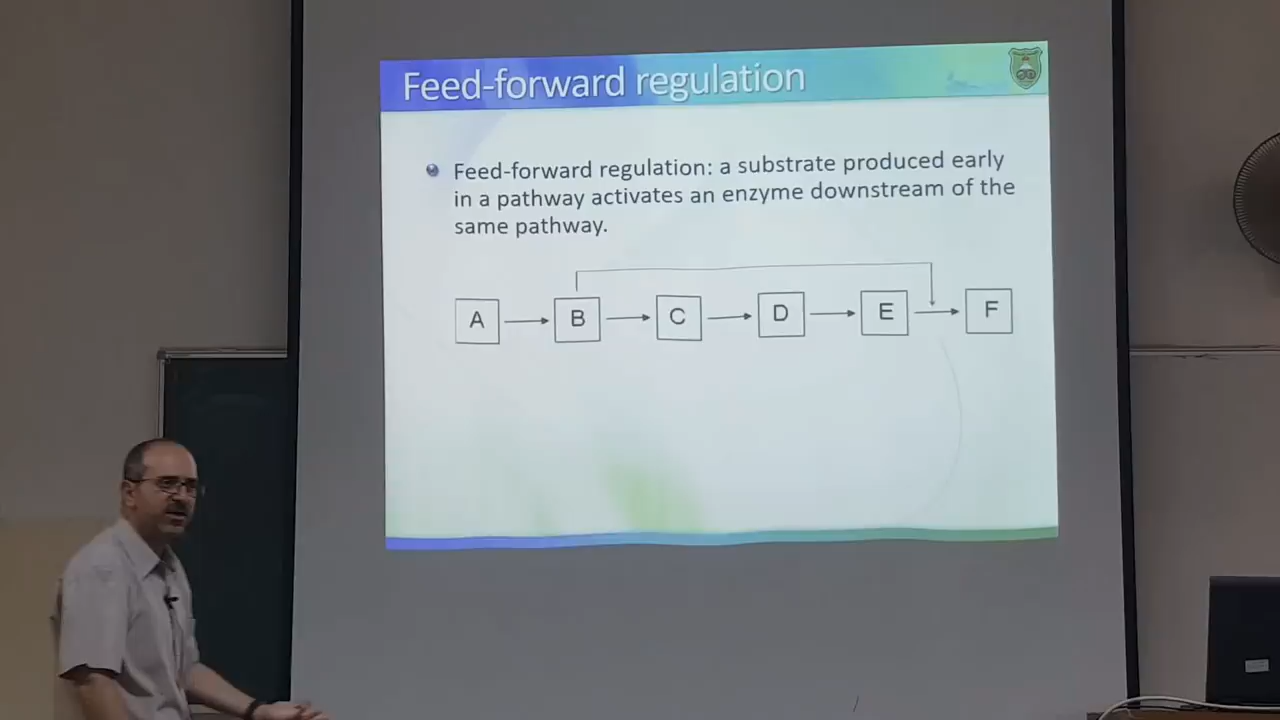 Feed-forward regulation
Feed-forward regulation: a substrate produced early
in a pathway activates an enzyme downstream of the
same pathway.
A B C D E F